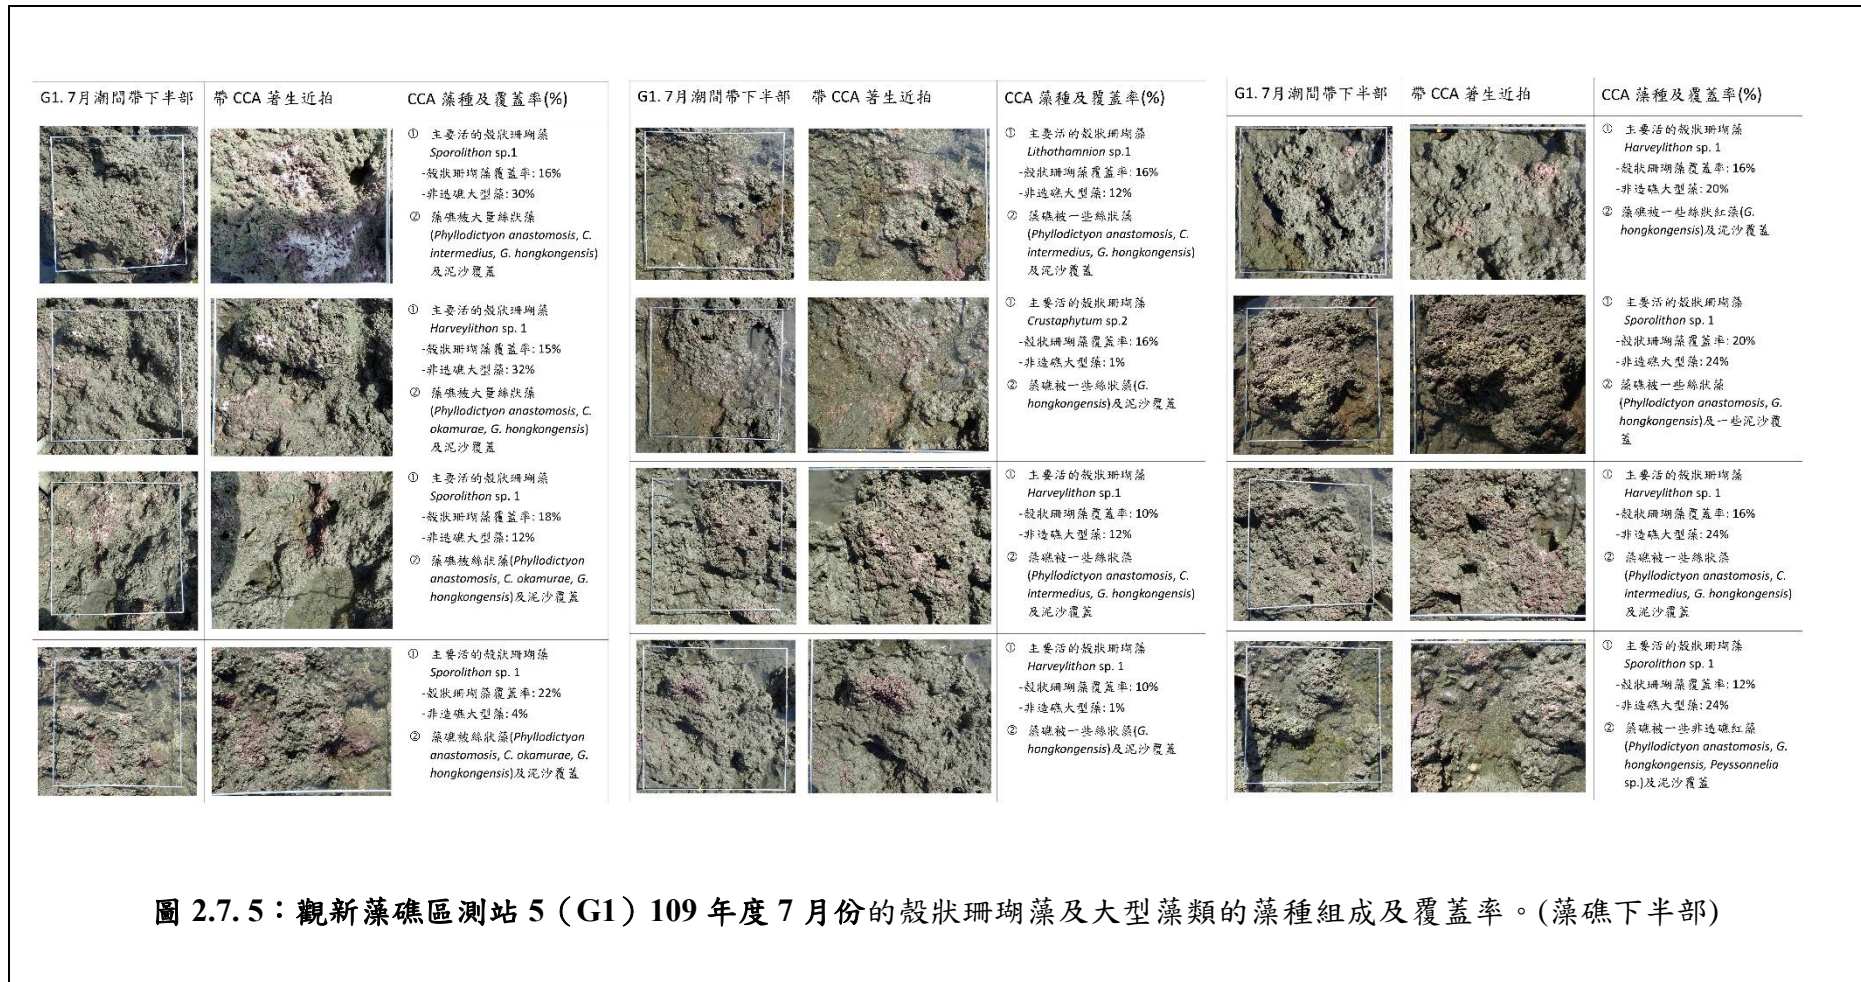 G1. 7月潮間帶下半部 帶 CCA 著生近拍 CCA 藻種及覆蓋率(%)
① 主要活的殼狀珊瑚藻
Sporolithon sp.1
-殼狀珊瑚藻覆蓋率: 16%
-非造礁大型藻: 30%
② 藻礁被大量絲狀藻
(Phyllodictyon anastomosis, C.
intermedius, G. hongkongensis)
及泥沙覆蓋
① 主要活的殼狀珊瑚藻
Harveylithon sp. 1
-殼狀珊瑚藻覆蓋率: 15%
-非造礁大型藻: 32%
② 藻礁被大量絲狀藻
(Phyllodictyon anastomosis, C.
okamurae, G. hongkongensis)
及泥沙覆蓋
① 主要活的殼狀珊瑚藻
Sporolithon sp. 1
-殼狀珊瑚藻覆蓋率: 18%
-非造礁大型藻: 12%
② 藻礁被絲狀藻(Phyllodictyon
anastomosis, C. okamurae, G.
hongkongensis)及泥沙覆蓋
① 主要活的殼狀珊瑚藻
Sporolithon sp. 1
-殼狀珊瑚藻覆蓋率: 22%
-非造礁大型藻: 4%
② 藻礁被絲狀藻(Phyllodictyon
anastomosis, C. okamurae, G.
hongkongensis)及泥沙覆蓋
G1. 7月潮間帶下半部 帶 CCA 著生近拍 CCA 藻種及覆蓋率(%)
① 主要活的殼狀珊瑚藻
Lithothamnion sp.1
-殼狀珊瑚藻覆蓋率: 16%
-非造礁大型藻: 12%
② 藻礁被一些絲狀藻
(Phyllodictyon anastomosis, C.
intermedius, G. hongkongensis)
及泥沙覆蓋
① 主要活的殼狀珊瑚藻
Crustaphytum sp.2
-殼狀珊瑚藻覆蓋率: 16%
-非造礁大型藻: 1%
② 藻礁被一些絲狀藻(G.
hongkongensis)及泥沙覆蓋
① 主要活的殼狀珊瑚藻
Harveylithon sp.1
-殼狀珊瑚藻覆蓋率: 10%
-非造礁大型藻: 12%
② 藻礁被一些絲狀藻
(Phyllodictyon anastomosis, C.
intermedius, G. hongkongensis)
及泥沙覆蓋
① 主要活的殼狀珊瑚藻
Harveylithon sp. 1
-殼狀珊瑚藻覆蓋率: 10%
-非造礁大型藻: 1%
② 藻礁被一些絲狀藻(G.
hongkongensis)及泥沙覆蓋
G1. 7月潮間帶下半部 帶 CCA 著生近拍 CCA 藻種及覆蓋率(%)
① 主要活的殼狀珊瑚藻
Harveylithon sp. 1
-殼狀珊瑚藻覆蓋率: 16%
-非造礁大型藻: 20%
② 藻礁被一些絲狀紅藻(G.
hongkongensis)及泥沙覆蓋
① 主要活的殼狀珊瑚藻
Sporolithon sp. 1
-殼狀珊瑚藻覆蓋率: 20%
-非造礁大型藻: 24%
② 藻礁被一些絲狀藻
(Phyllodictyon anastomosis, G.
hongkongensis)及一些泥沙覆
蓋
① 主要活的殼狀珊瑚藻
Harveylithon sp. 1
-殼狀珊瑚藻覆蓋率: 16%
-非造礁大型藻: 24%
② 藻礁被一些絲狀藻
(Phyllodictyon anastomosis, C.
intermedius, G. hongkongensis)
及泥沙覆蓋
① 主要活的殼狀珊瑚藻
Sporolithon sp. 1
-殼狀珊瑚藻覆蓋率: 12%
-非造礁大型藻: 24%
② 藻礁被一些非造礁紅藻
(Phyllodictyon anastomosis, G.
hongkongensis, Peyssonnelia
sp.)及泥沙覆蓋
圖 2.7. 5：觀新藻礁區測站 5（G1）109 年度 7 月份的殼狀珊瑚藻及大型藻類的藻種組成及覆蓋率。(藻礁下半部)